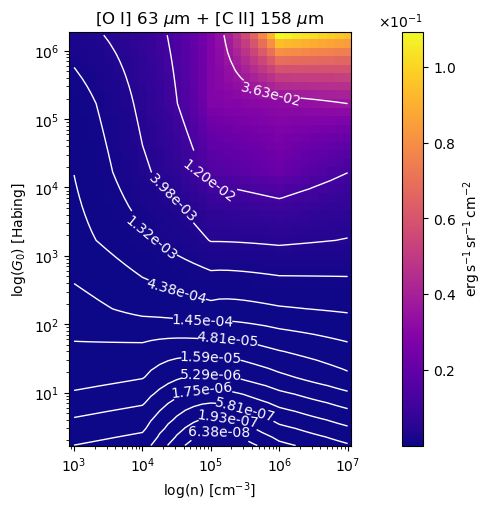 [O I] 63 μm + [C II] 158 μm
×10⁻¹
10⁶
10⁵
10⁴
10³
10²
10¹
log(G₀) [Habing]
3.63e-02
1.20e-02
3.98e-03
1.32e-03
4.38e-04
1.45e-04
4.81e-05
1.59e-05
5.29e-06
1.75e-06
5.81e-07
1.93e-07
6.38e-08
10³ 10⁴ 10⁵ 10⁶ 10⁷
log(n) [cm⁻³]
1.0
0.8
0.6
0.4
0.2
erg s⁻¹ sr⁻¹ cm⁻²